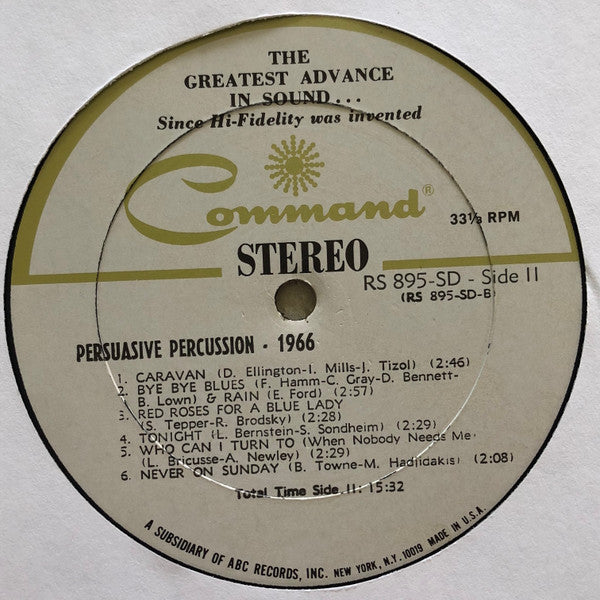 THE
GREATEST ADVANCE
IN SOUND...
Since Hi-Fidelity was invented
Command®
33⅓ RPM
STEREO
RS 895-SD - Side II
(RS 895-SD-B)
PERSUASIVE PERCUSSION · 1966
1. CARAVAN (D. Ellington-I. Mills-J. Tizol) (2:46)
2. BYE BYE BLUES (F. Hamm-C. Gray-D. Bennett-
B. Lown) & RAIN (E. Ford) (2:57)
3. RED ROSES FOR A BLUE LADY
(S. Tepper-R. Brodsky) (2:28)
4. TONIGHT (L. Bernstein-S. Sondheim) (2:29)
5. WHO CAN I TURN TO (When Nobody Needs Me)
(L. Bricusse-A. Newley) (2:29)
6. NEVER ON SUNDAY (B. Towne-M. Hadjidakis) (2:08)
Total Time Side II: 15:32
A SUBSIDIARY OF ABC RECORDS, INC. NEW YORK, N.Y. 10019 MADE IN U.S.A.